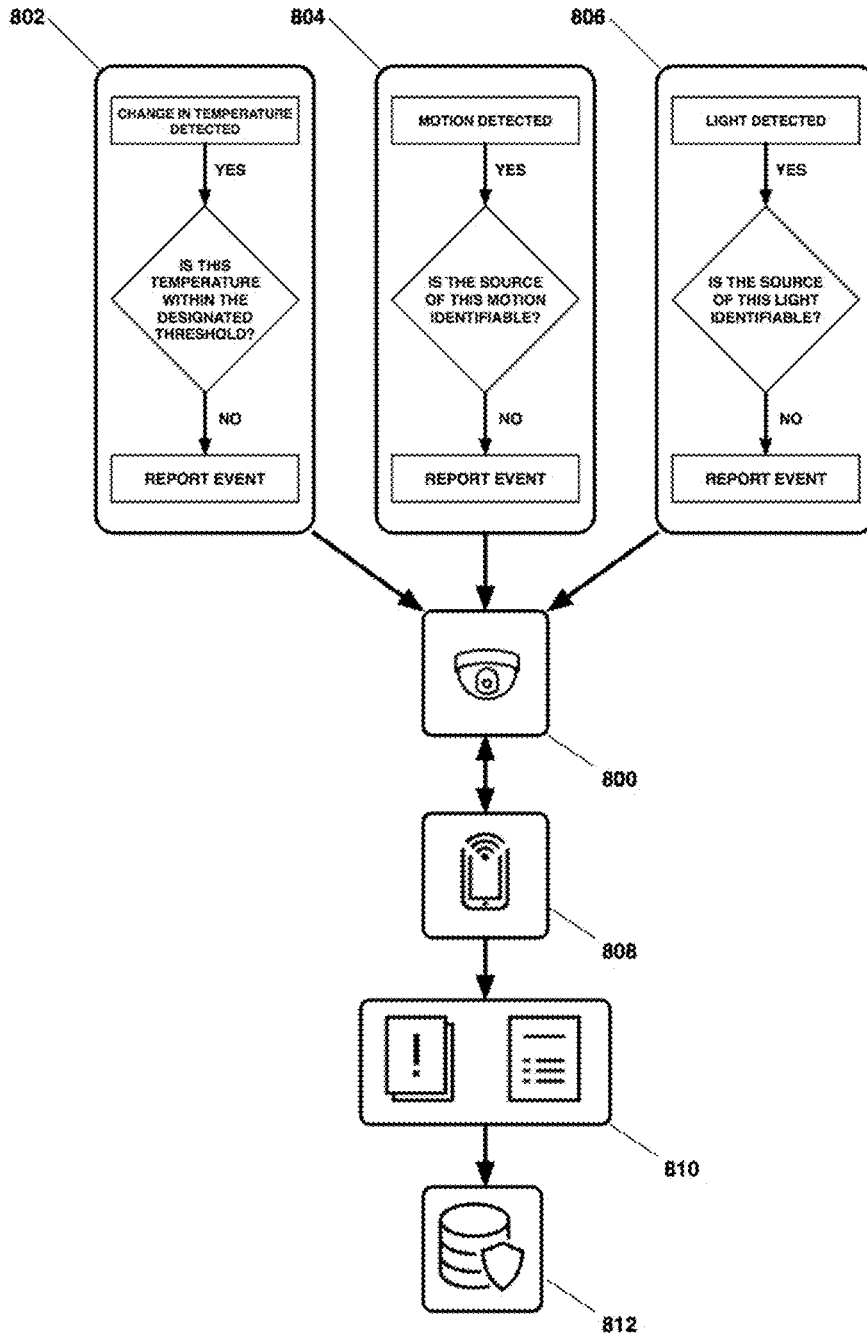 802
804
806
CHANGE IN TEMPERATURE
DETECTED
YES
IS THIS
TEMPERATURE
WITHIN THE
DESIGNATED
THRESHOLD?
NO
REPORT EVENT
MOTION DETECTED
YES
IS THE SOURCE
OF THIS MOTION
IDENTIFIABLE?
NO
REPORT EVENT
LIGHT DETECTED
YES
IS THE SOURCE
OF THIS LIGHT
IDENTIFIABLE?
NO
REPORT EVENT
800
808
!
810
812